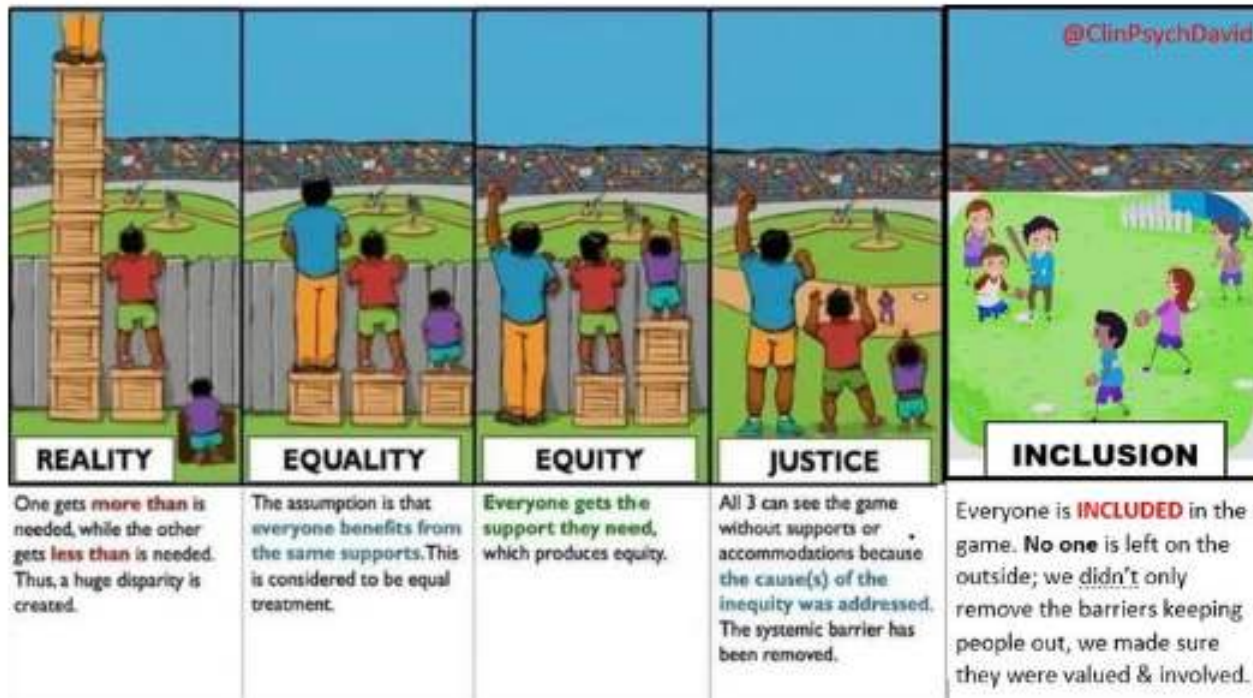 @ClinPsychDavid
REALITY
One gets more than is
needed, while the other
gets less than is needed.
Thus, a huge disparity is
created.
EQUALITY
The assumption is that
everyone benefits from
the same supports. This
is considered to be equal
treatment.
EQUITY
Everyone gets the
support they need,
which produces equity.
JUSTICE
All 3 can see the game
without supports or
accommodations because
the cause(s) of the
inequity was addressed.
The systemic barrier has
been removed.
INCLUSION
Everyone is INCLUDED in the
game. No one is left on the
outside; we didn't only
remove the barriers keeping
people out, we made sure
they were valued & involved.